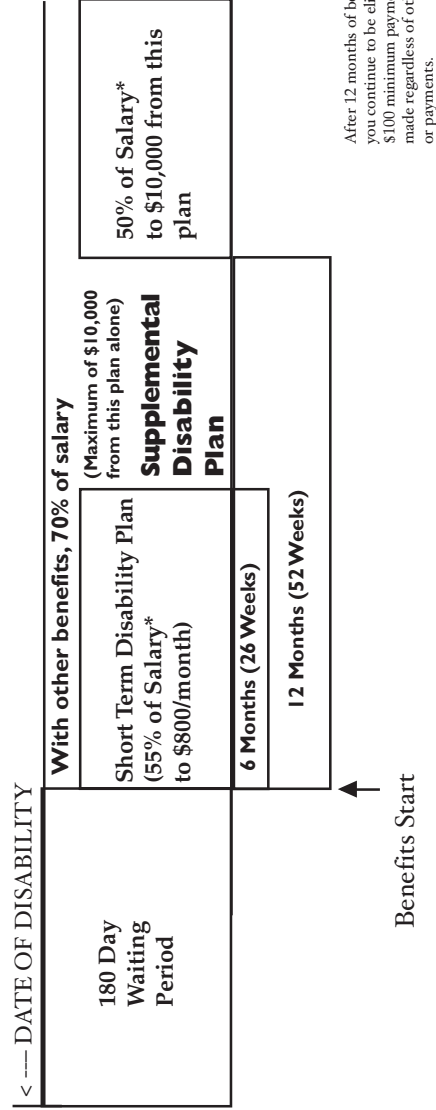 < ---- DATE OF DISABILITY
With other benefits, 70% of salary
180 Day
Waiting
Period
Short Term Disability Plan
(55% of Salary*
to $800/month)
(Maximum of $10,000
from this plan alone)
Supplemental
Disability
Plan
50% of Salary*
to $10,000 from this
plan
6 Months (26 Weeks)
12 Months (52 Weeks)
Benefits Start
After 12 months of
you continue to be
$100 minimum
made regardless of
or payments.